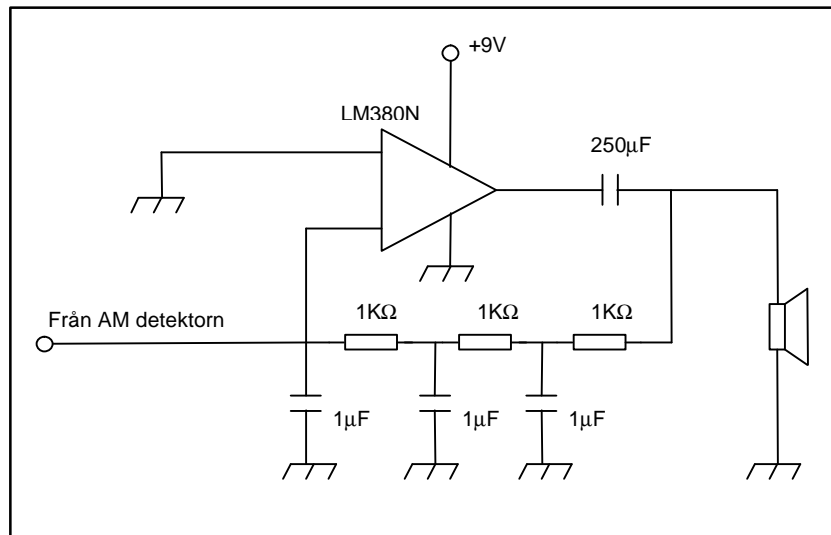 +9V
LM380N
250µF
Från AM detektorn
1KΩ
1KΩ
1KΩ
1µF
1µF
1µF